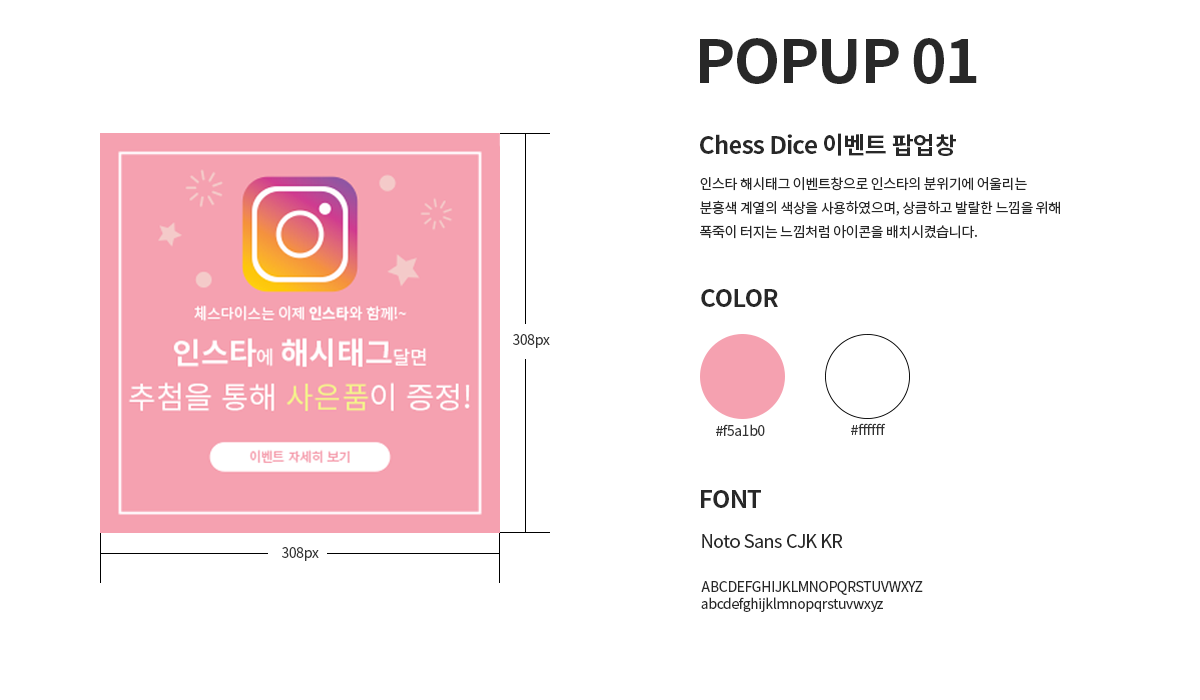 POPUP 01
체스다이스는 이제 인스타와 함께!~
인스타에 해시태그달면
추첨을 통해 사은품이 증정!
이벤트 자세히 보기
308px
308px
Chess Dice 이벤트 팝업창
인스타 해시태그 이벤트창으로 인스타의 분위기에 어울리는
분홍색 계열의 색상을 사용하였으며, 상큼하고 발랄한 느낌을 위해
폭죽이 터지는 느낌처럼 아이콘을 배치시켰습니다.
COLOR
#f5a1b0
#ffffff
FONT
Noto Sans CJK KR
ABCDEFGHIJKLMNOPQRSTUVWXYZ
abcdefghijklmnopqrstuvwxyz